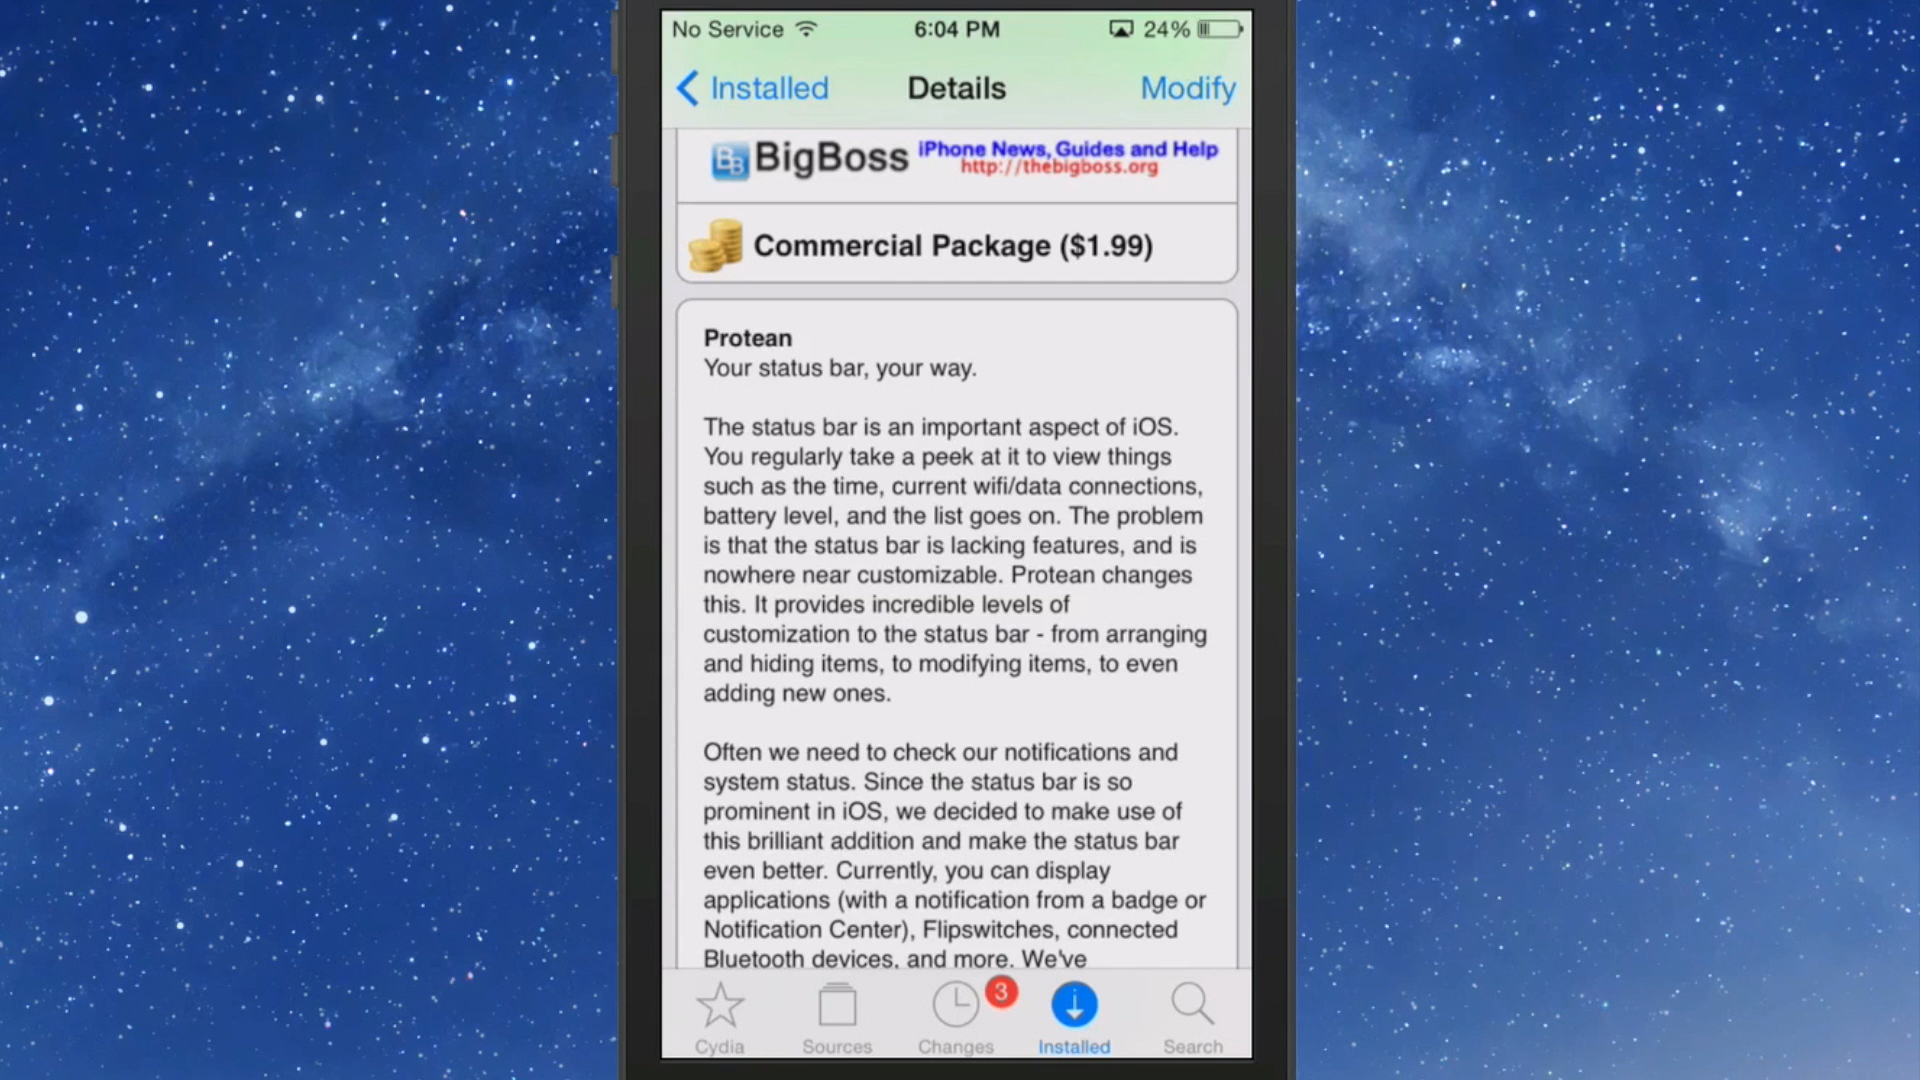 No Service 6:04 PM 24%
Installed Details Modify
BB BigBoss iPhone News, Guides and Help
http://thebigboss.org
Commercial Package ($1.99)
Protean
Your status bar, your way.
The status bar is an important aspect of iOS.
You regularly take a peek at it to view things
such as the time, current wifi/data connections,
battery level, and the list goes on. The problem
is that the status bar is lacking features, and is
nowhere near customizable. Protean changes
this. It provides incredible levels of
customization to the status bar - from arranging
and hiding items, to modifying items, to even
adding new ones.
Often we need to check our notifications and
system status. Since the status bar is so
prominent in iOS, we decided to make use of
this brilliant addition and make the status bar
even better. Currently, you can display
applications (with a notification from a badge or
Notification Center), Flipswitches, connected
Bluetooth devices, and more. We've
3
Cydia Sources Changes Installed Search